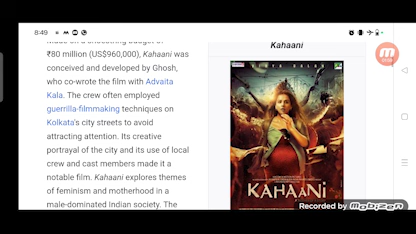 8:49
Kahaani
₹80 million (US$960,000), Kahaani was
conceived and developed by Ghosh,
who co-wrote the film with Advaita
Kala. The crew often employed
guerrilla-filmmaking techniques on
Kolkata's city streets to avoid
attracting attention. Its creative
portrayal of the city and its use of local
crew and cast members made it a
notable film. Kahaani explores themes
of feminism and motherhood in a
male-dominated Indian society. The
VIDYA BALAN
KAHAANI
Recorded by Mobizen